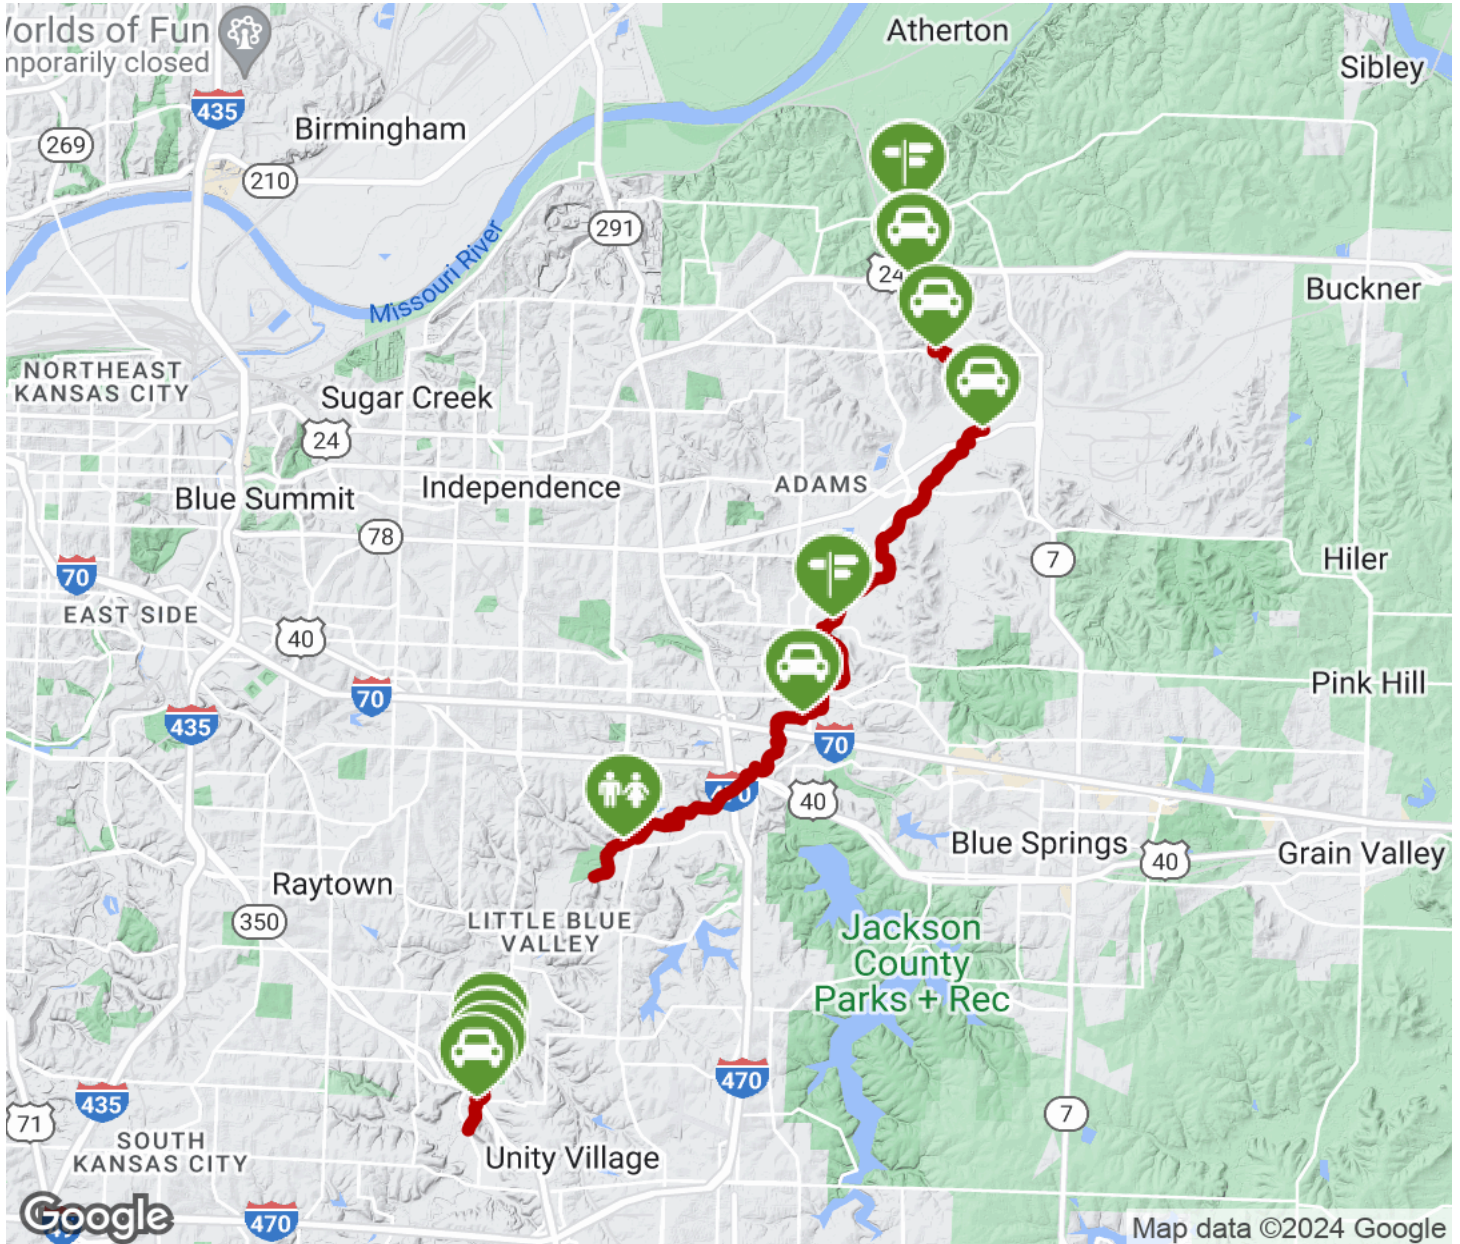 orlds of Fun
mporarily closed
Atherton
Sibley
435
Birmingham
269
210
291
Missouri River
24
Buckner
NORTHEAST
KANSAS CITY
Sugar Creek
24
ADAMS
Independence
Blue Summit
78
7
Hiler
70
EAST SIDE
40
70
Pink Hill
435
70
40
Blue Springs
40
Grain Valley
Raytown
350
LITTLE BLUE
VALLEY
Jackson
County
Parks + Rec
470
435
71
7
SOUTH
KANSAS CITY
Unity Village
Google
470
Map data ©2024 Google